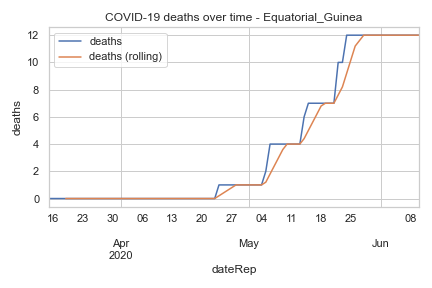 COVID-19 deaths over time - Equatorial_Guinea
deaths
deaths (rolling)
12
10
8
6
4
2
0
deaths
16 23 30 06 13 20 27 04 11 18 25 08
Apr May Jun
2020
dateRep